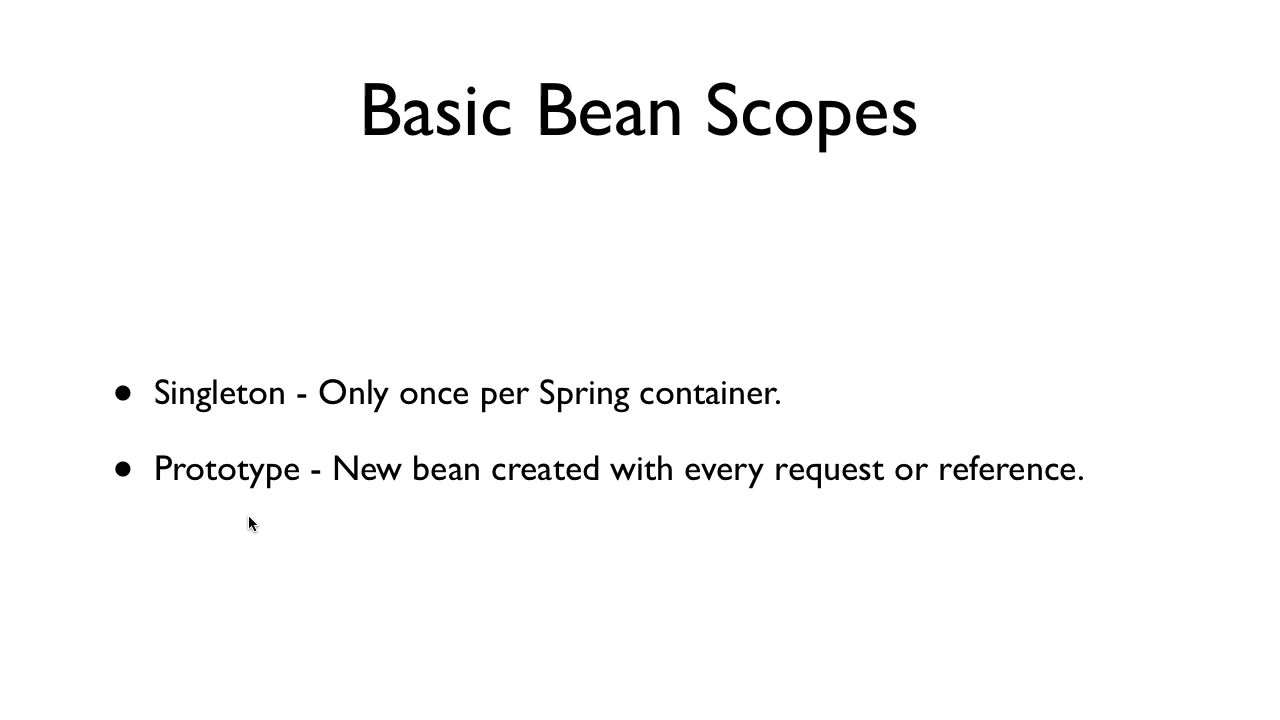 Basic Bean Scopes
• Singleton - Only once per Spring container.
• Prototype - New bean created with every request or reference.